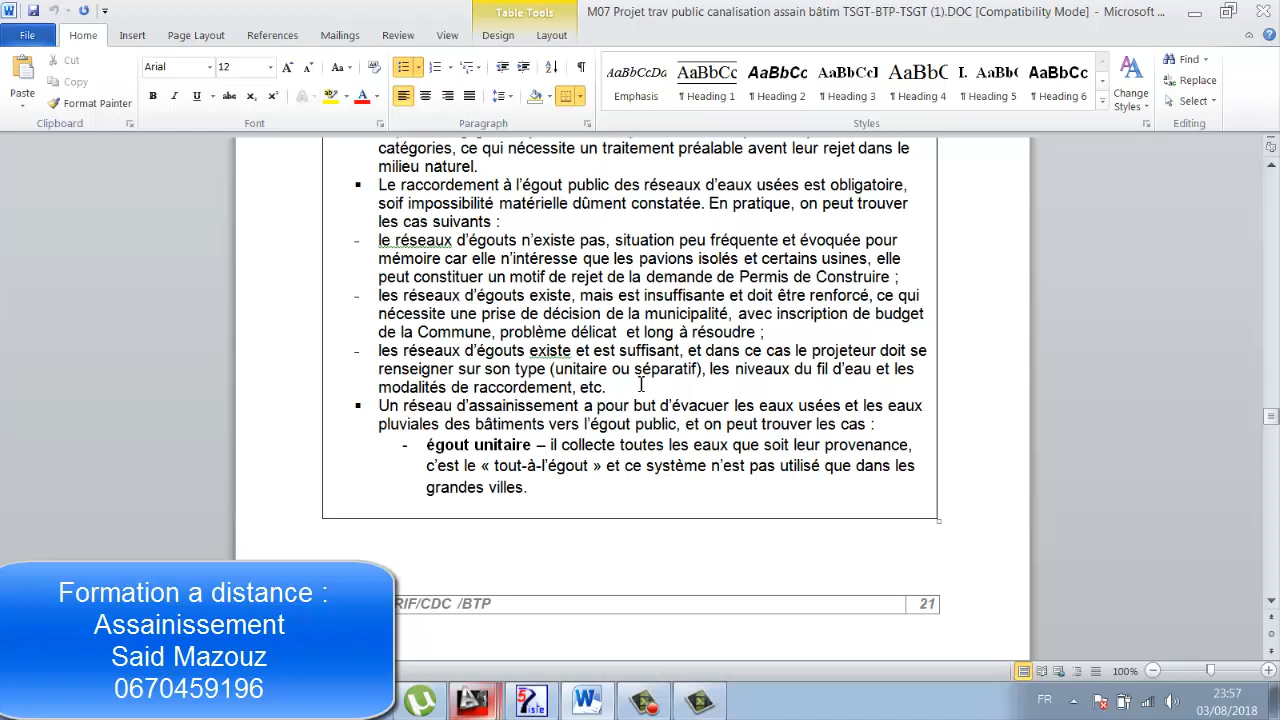 Table Tools
M07 Projet trav public canarisation assain bâtim TSGT-BTP-TSGT (1).DOC [Compatibility Mode] - Microsoft ...
File Home Insert Page Layout References Mailings Review View Design Layout
Paste
Cut
Copy
Format Painter
Clipboard
Arial 12
Font
Paragraph
AaBbCcDa AaBbCc AaBbCc AaBbCcI AaBbC I. AaBb( AaBbCc
Emphasis ¶ Heading 1 ¶ Heading 2 ¶ Heading 3 ¶ Heading 4 ¶ Heading 5 ¶ Heading 6
Styles
Change Styles
Find
Replace
Select
Editing
catégories, ce qui nécessite un traitement préalable avent leur rejet dans le
milieu naturel.
▪ Le raccordement à l’égout public des réseaux d’eaux usées est obligatoire,
soif impossibilité matérielle dûment constatée. En pratique, on peut trouver
les cas suivants :
- le réseaux d’égouts n’existe pas, situation peu fréquente et évoquée pour
mémoire car elle n’intéresse que les pavions isolés et certains usines, elle
peut constituer un motif de rejet de la demande de Permis de Construire ;
- les réseaux d’égouts existe, mais est insuffisante et doit être renforcé, ce qui
nécessite une prise de décision de la municipalité, avec inscription de budget
de la Commune, problème délicat et long à résoudre ;
- les réseaux d’égouts existe et est suffisant, et dans ce cas le projeteur doit se
renseigner sur son type (unitaire ou séparatif), les niveaux du fil d’eau et les
modalités de raccordement, etc.
▪ Un réseau d’assainissement a pour but d’évacuer les eaux usées et les eaux
pluviales des bâtiments vers l’égout public, et on peut trouver les cas :
- égout unitaire – il collecte toutes les eaux que soit leur provenance,
c’est le « tout-à-l’égout » et ce système n’est pas utilisé que dans les
grandes villes.
RIF/CDC /BTP 21
Formation a distance :
Assainissement
Said Mazouz
0670459196
100%
FR
23:57
03/08/2018